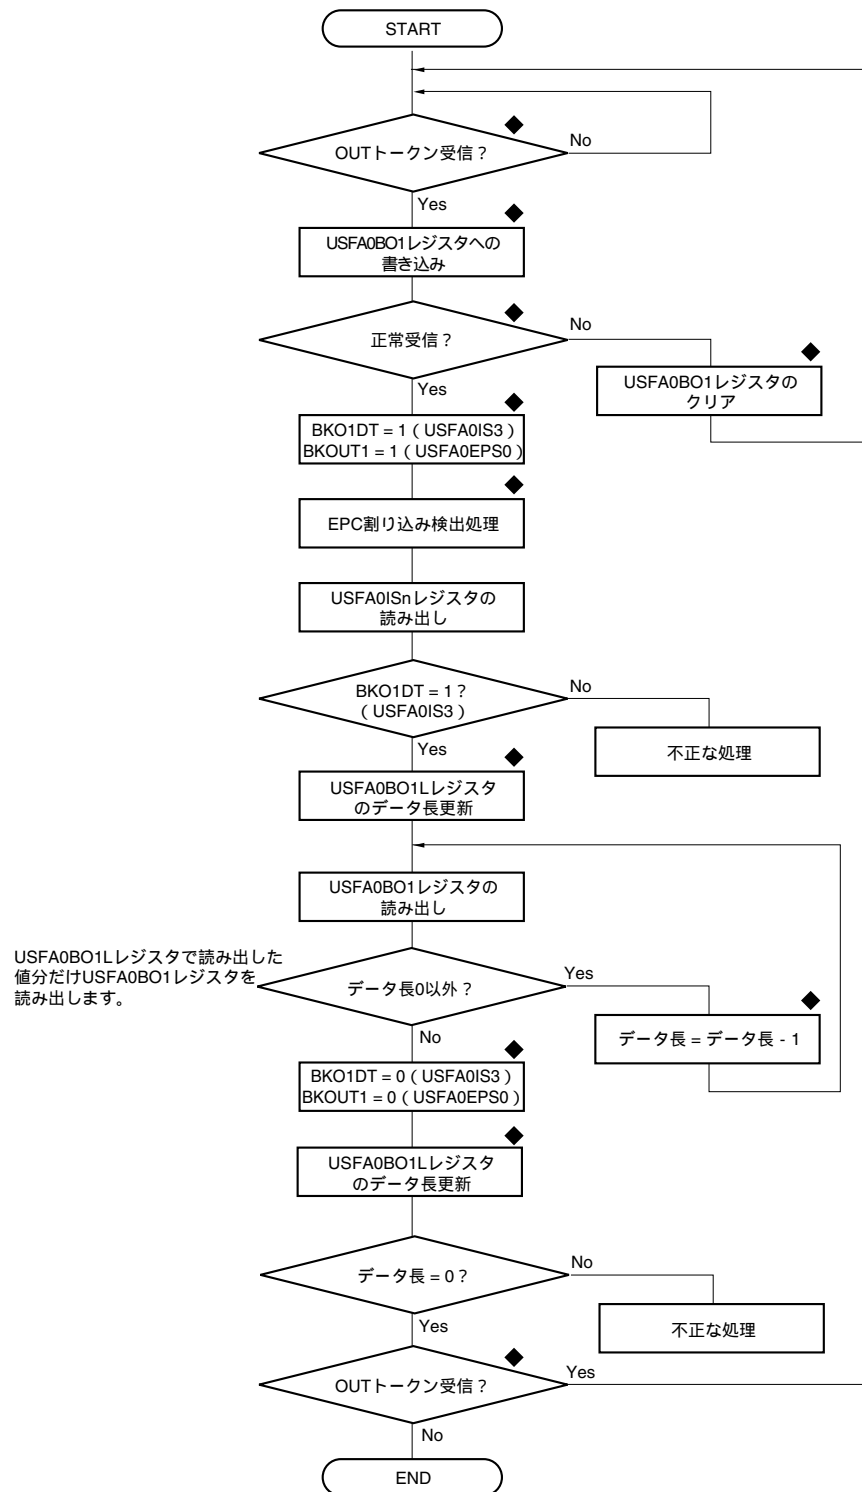 START
OUTトークン受信？
No
Yes
USFA0BO1レジスタへの
書き込み
正常受信？
No
Yes
USFA0BO1レジスタの
クリア
BKO1DT = 1（USFA0IS3）
BKOUT1 = 1（USFA0EPS0）
EPC割り込み検出処理
USFA0ISnレジスタの
読み出し
BKO1DT = 1？
（USFA0IS3）
No
Yes
不正な処理
USFA0BO1Lレジスタ
のデータ長更新
USFA0BO1レジスタの
読み出し
USFA0BO1Lレジスタで読み出した
値分だけUSFA0BO1レジスタを
読み出します。
データ長0以外？
Yes
No
データ長 = データ長 - 1
BKO1DT = 0（USFA0IS3）
BKOUT1 = 0（USFA0EPS0）
USFA0BO1Lレジスタ
のデータ長更新
データ長 = 0？
No
Yes
不正な処理
OUTトークン受信？
Yes
No
END